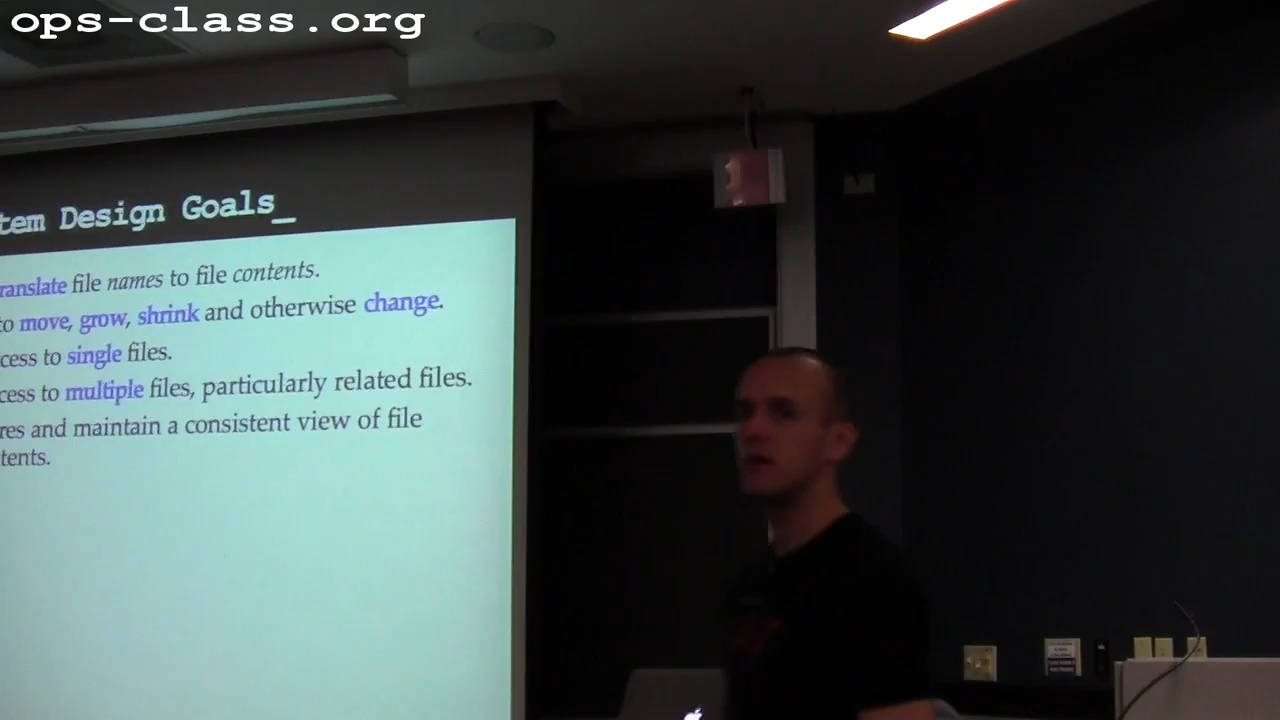 ops-class.org
tem Design Goals_
ranslate file names to file contents.
to move, grow, shrink and otherwise change.
cess to single files.
cess to multiple files, particularly related files.
res and maintain a consistent view of file
tents.